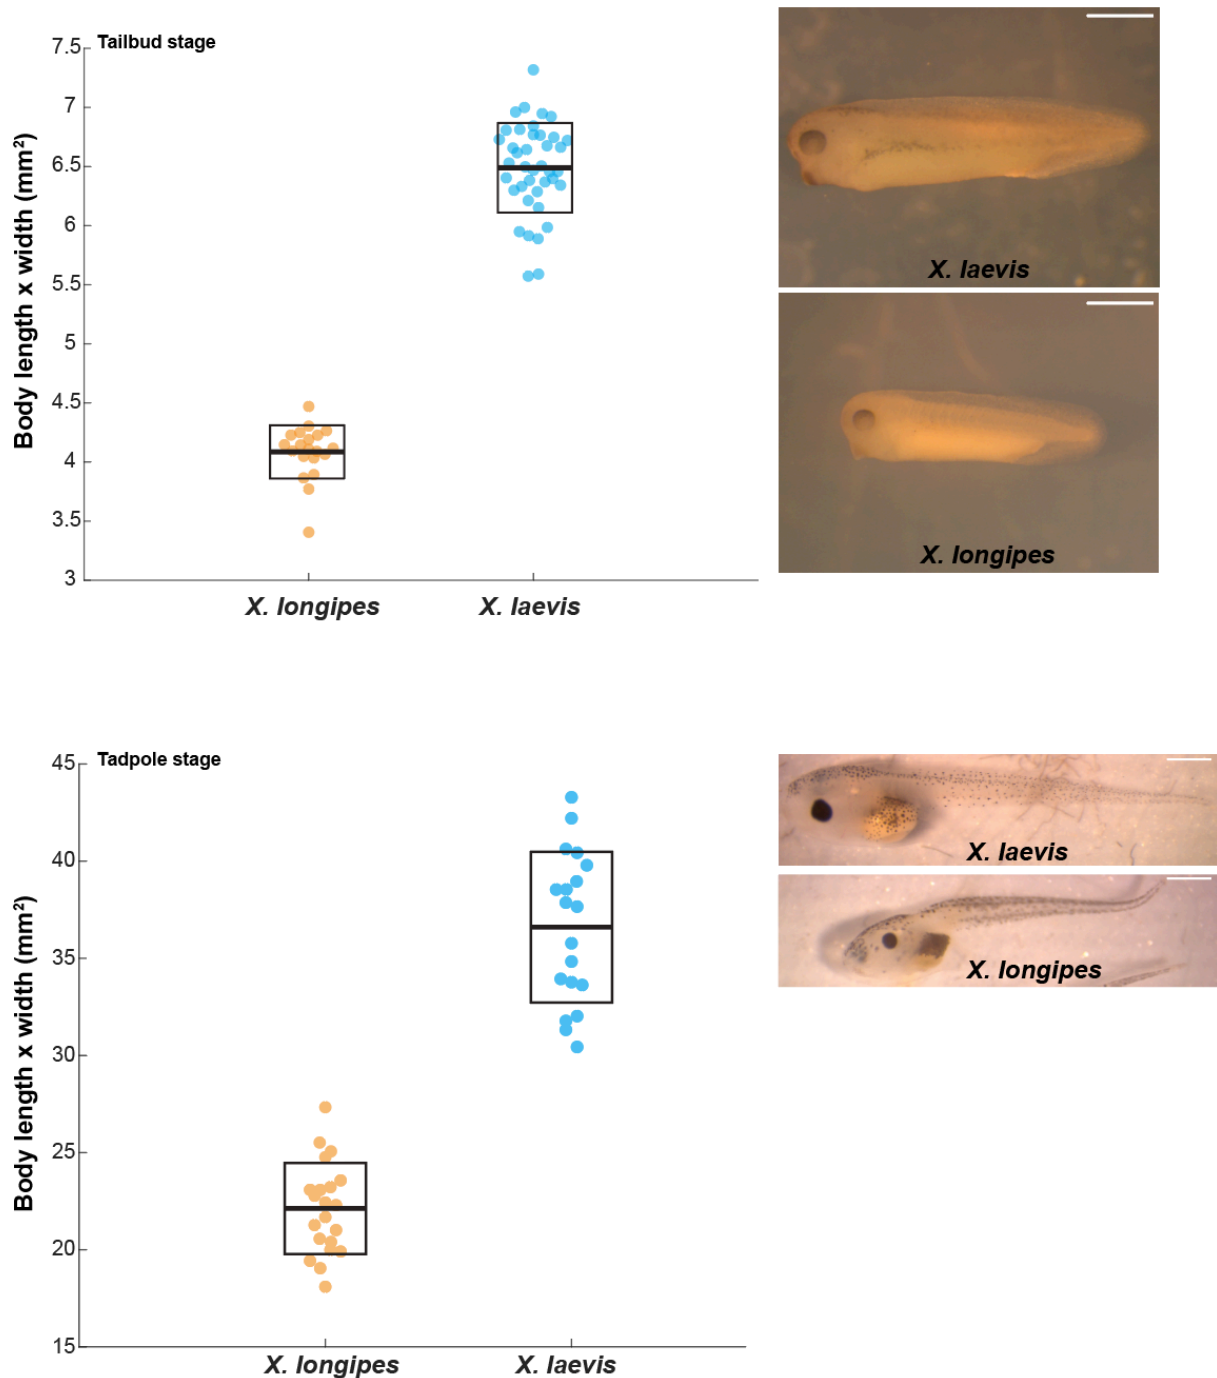 Tailbud stage
7.5
7
6.5
6
5.5
5
4.5
4
3.5
3
Body length x width (mm²)
X. longipes
X. laevis
X. laevis
X. longipes
Tadpole stage
45
40
35
30
25
20
15
Body length x width (mm²)
X. longipes
X. laevis
X. laevis
X. longipes